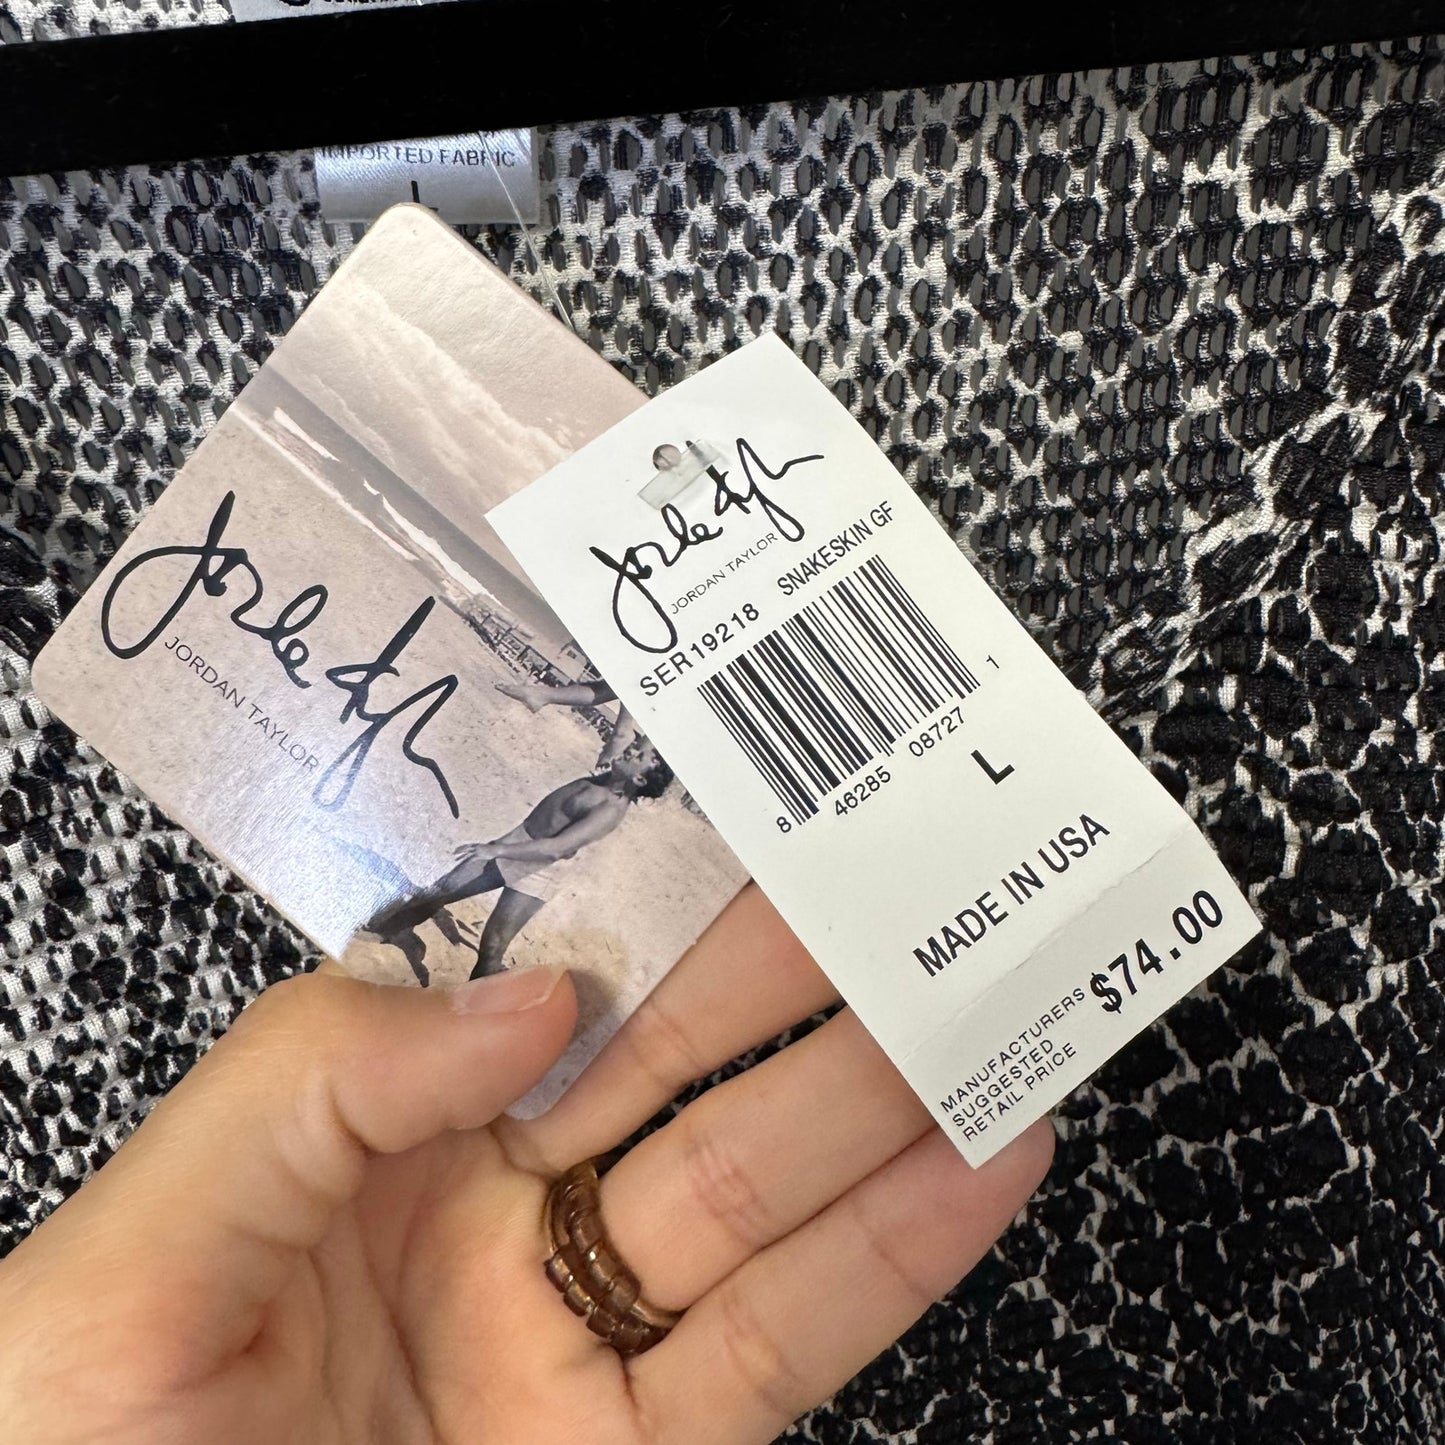 IMPORTED FABRIC
L
JORDAN TAYLOR
JORDAN TAYLOR
SER19218 SNAKESKIN GF
8 46285 08727 1
L
MADE IN USA
$74.00
MANUFACTURERS
SUGGESTED
RETAIL PRICE